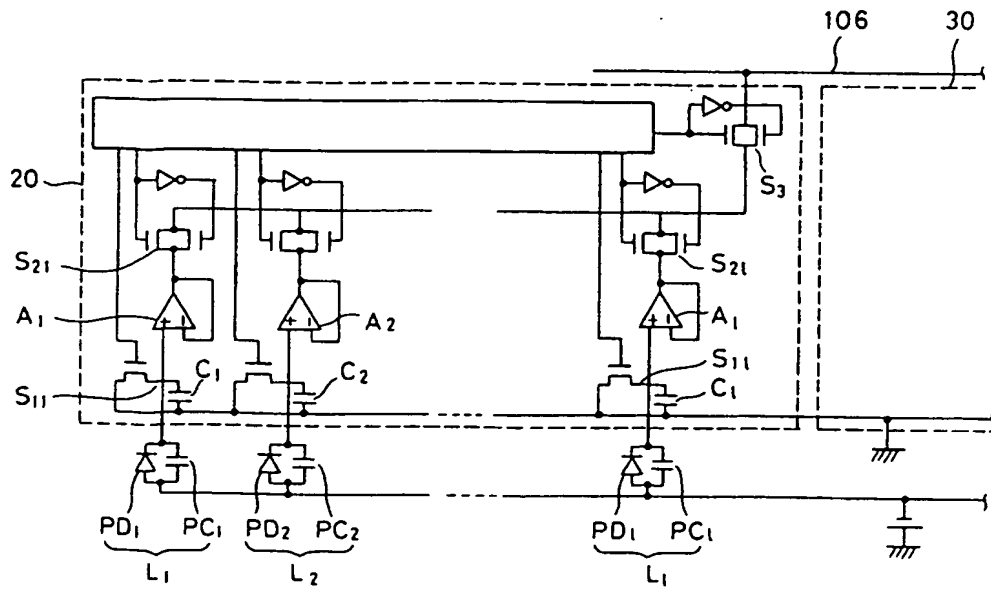 106 30
20
S3
S21 S21
A1 A2 A1
S11 C1 C2 S11 C1
PD1 PC1 PD2 PC2 PD1 PC1
L1 L2 L1